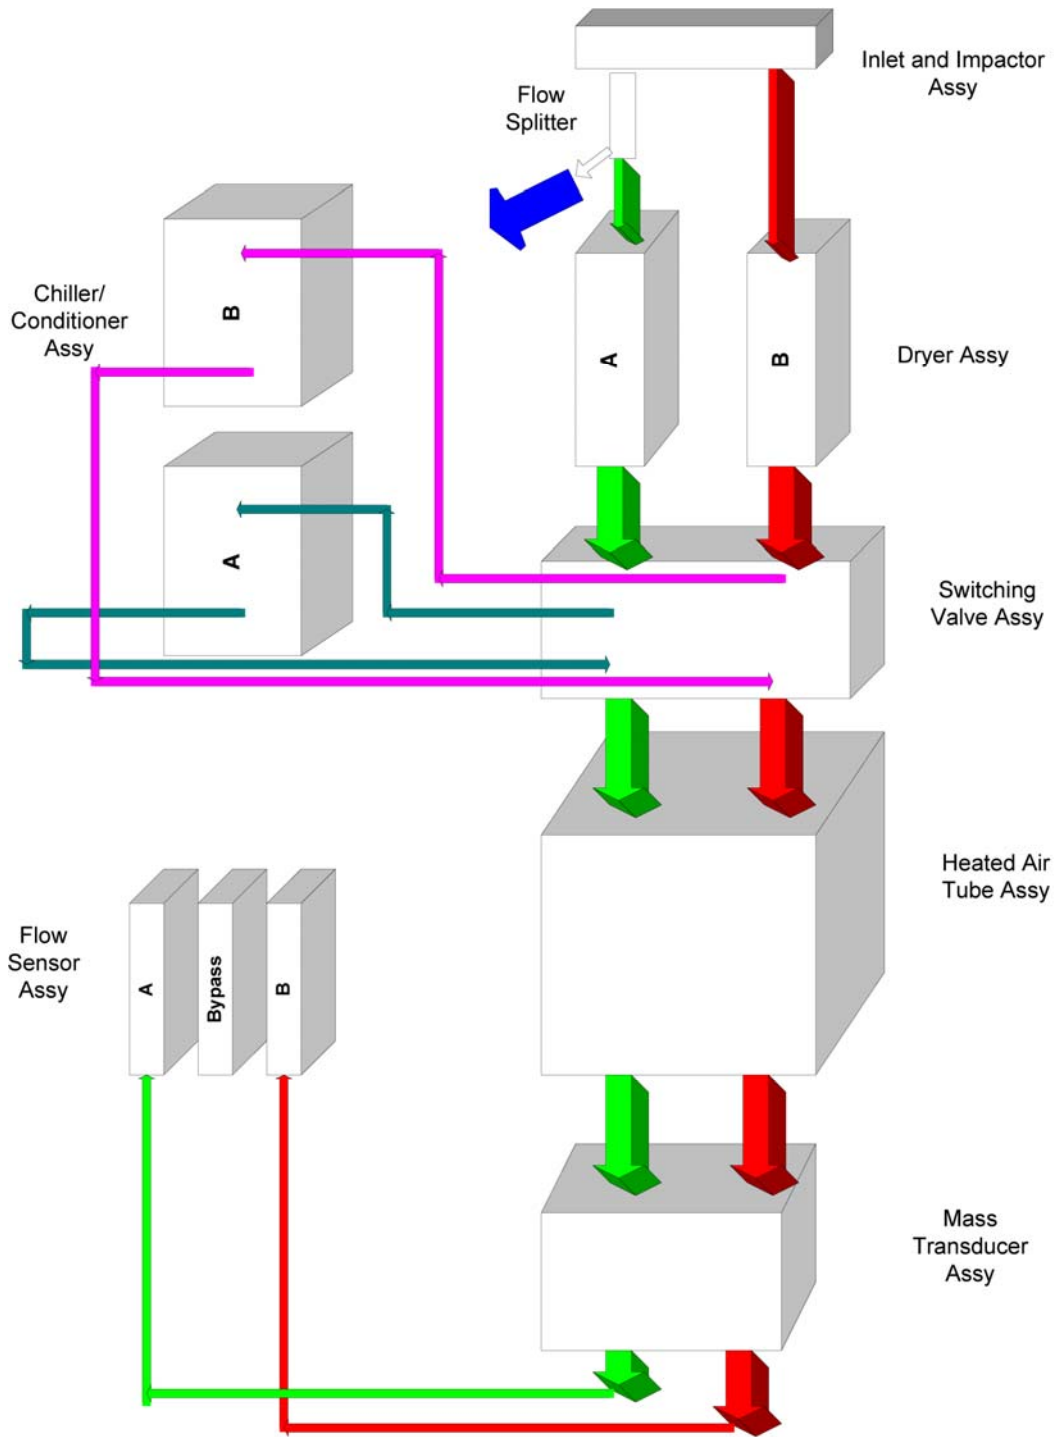 Inlet and Impactor
Assy
Flow
Splitter
Chiller/
Conditioner
Assy
B
A
B
Dryer Assy
A
Switching
Valve Assy
Heated Air
Tube Assy
Flow
Sensor
Assy
A
Bypass
B
Mass
Transducer
Assy